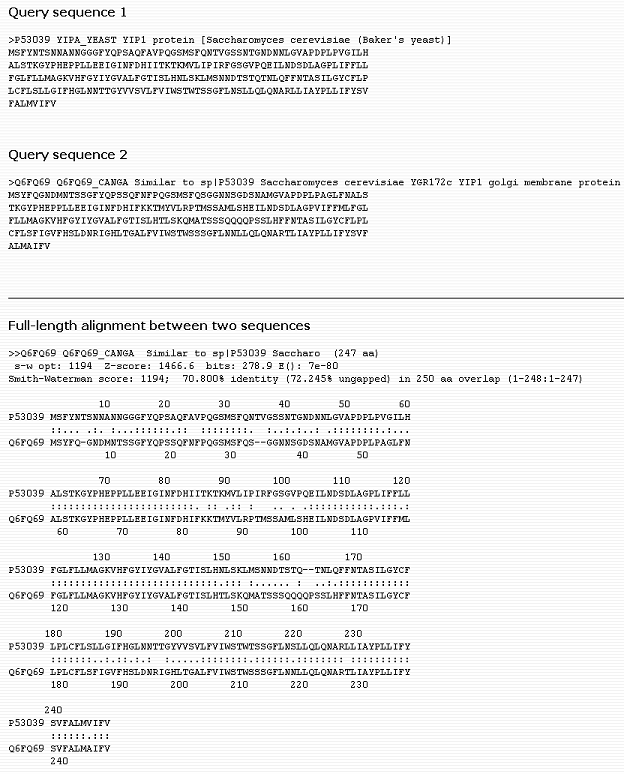 Query sequence 1
>P53039 YIPA_YEAST YIP1 protein [Saccharomyces cerevisiae (Baker's yeast)]
MSFYNTSNNANNGGGFYQPSAQFAVPQGSMSFQNTVGSSNTGNDNNLGVAPDPLPVGILH
ALSTKGYPHEPPLLEEIGINFDHIITKTKMVLIPIRFGSGVPQEILNDSDLAGPLIFFLL
FGLFLLMAGKVHFGYIYGVALFGTISLHNLSKLMSNNDTSTQTNLQFFNTASILGYCFLP
LCFLSLLGIFHGLNNTTGYVVSVLFVIWSTWTSSGFLNSLLQLQNARLLIAYPLLIFYSV
FALMVIFV
Query sequence 2
>Q6FQ69 Q6FQ69_CANGA Similar to sp|P53039 Saccharomyces cerevisiae YGR172c YIP1 golgi membrane protein
MSYFQGNDMNTSSGFYQPSSQFNFPQGSMSFQSGGNNSGDSNAMGVAPDPLPAGLFNALS
TKGYPHEPPLLEEIGINFDHIFKKTMYVLRPTMSSAMLSHEILNDSDLAGPVIFFMLFGL
FLLMAGKVHFGYIYGVALFGTISLHTLSKQMATSSSQQQQPSSLHFFNTASILGYCFLPL
CFLSFIGVFHSLDNRIGHLTGALFVIWSTWSSSGFLNNLLQLQNARTLIAYPLLIFYSVF
ALMAIFV
Full-length alignment between two sequences
>>Q6FQ69 Q6FQ69_CANGA  Similar to sp|P53039 Saccharo  (247 aa)
s-w opt: 1194  Z-score: 1466.6  bits: 278.9 E(): 7e-80
Smith-Waterman score: 1194;  70.800% identity (72.245% ungapped) in 250 aa overlap (1-248:1-247)
10 20 30 40 50 60
P53039 MSFYNTSNNANNGGGFYQPSAQFAVPQGSMSFQNTVGSSNTGNDNNLGVAPDPLPVGILH
Q6FQ69 MSYFQ-GNDMNTSSGFYQPSSQFNFPQGSMSFQS--GGNNSGDSNAMGVAPDPLPAGLFN
10 20 30 40 50
70 80 90 100 110 120
P53039 ALSTKGYPHEPPLLEEIGINFDHIITKTKMVLIPIRFGSGVPQEILNDSDLAGPLIFFLL
Q6FQ69 ALSTKGYPHEPPLLEEIGINFDHIFKKTMYVLRPTMSSAMLSHEILNDSDLAGPVIFFML
60 70 80 90 100 110
130 140 150 160 170
P53039 FGLFLLMAGKVHFGYIYGVALFGTISLHNLSKLMSNNDTSTQ--TNLQFFNTASILGYCF
Q6FQ69 FGLFLLMAGKVHFGYIYGVALFGTISLHTLSKQMATSSSQQQQPSSLHFFNTASILGYCF
120 130 140 150 160 170
180 190 200 210 220 230
P53039 LPLCFLSLLGIFHGLNNTTGYVVSVLFVIWSTWTSSGFLNSLLQLQNARLLIAYPLLIFY
Q6FQ69 LPLCFLSFIGVFHSLDNRIGHLTGALFVIWSTWSSSGFLNNLLQLQNARTLIAYPLLIFY
180 190 200 210 220 230
240
P53039 SVFALMVIFV
::::::.:::
Q6FQ69 SVFALMAIFV
240